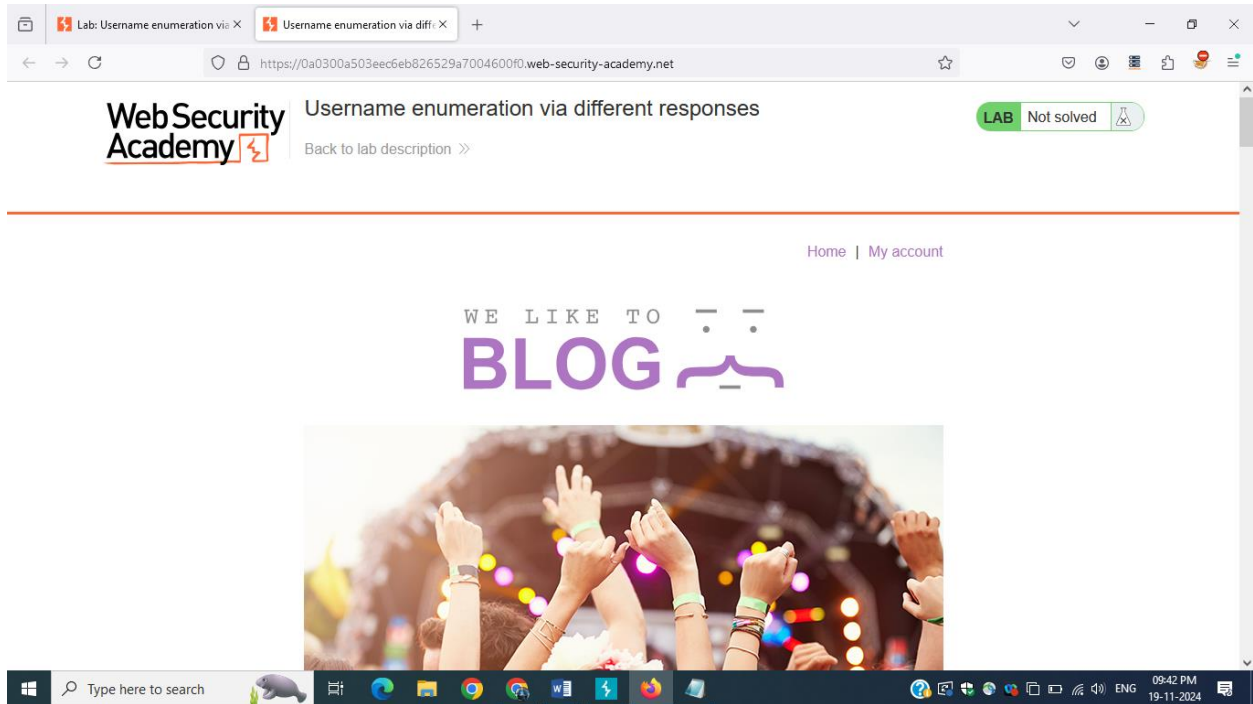 Lab: Username enumeration via
Username enumeration via diffe
https://0a0300a503eec6eb826529a7004600f0.web-security-academy.net
Web Security
Academy
Username enumeration via different responses
Back to lab description
LAB Not solved
Home | My account
WE LIKE TO
BLOG
Type here to search
ENG
09:42 PM
19-11-2024